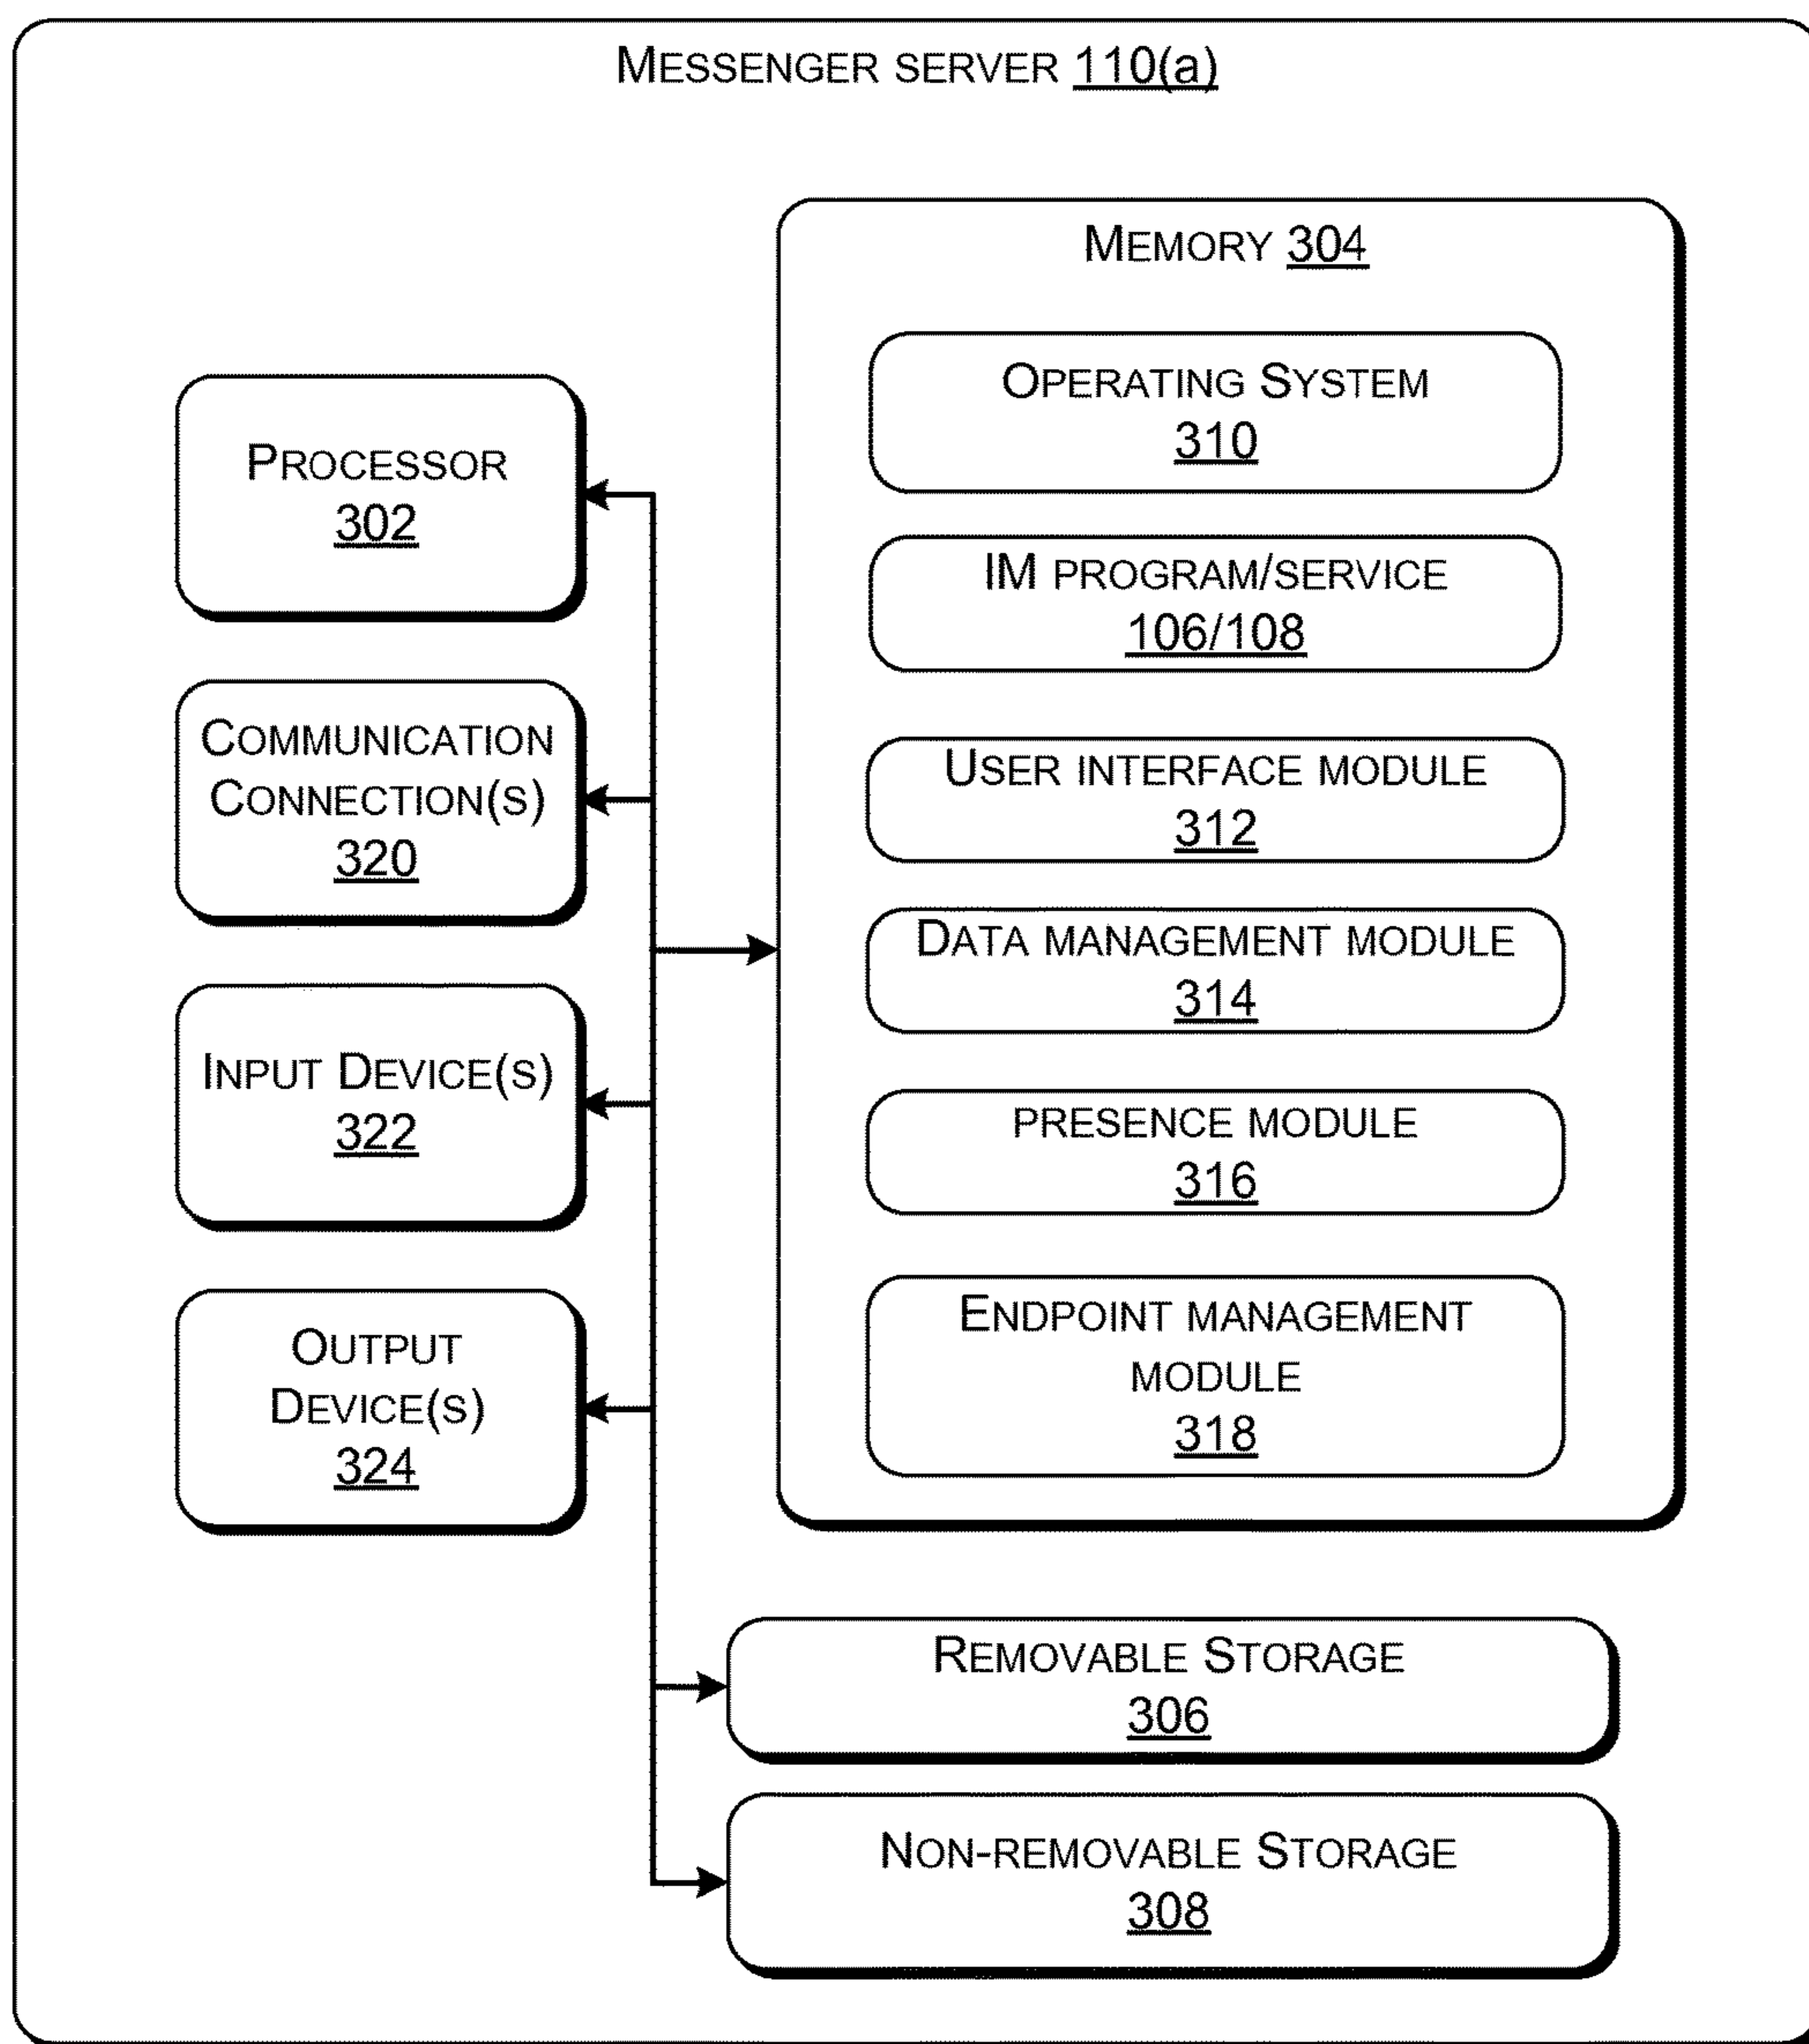 MESSENGER SERVER 110(a)
MEMORY 304
OPERATING SYSTEM
310
IM PROGRAM/SERVICE
106/108
USER INTERFACE MODULE
312
DATA MANAGEMENT MODULE
314
PRESENCE MODULE
316
ENDPOINT MANAGEMENT
MODULE
318
PROCESSOR
302
COMMUNICATION
CONNECTION(S)
320
INPUT DEVICE(S)
322
OUTPUT
DEVICE(S)
324
REMOVABLE STORAGE
306
NON-REMOVABLE STORAGE
308